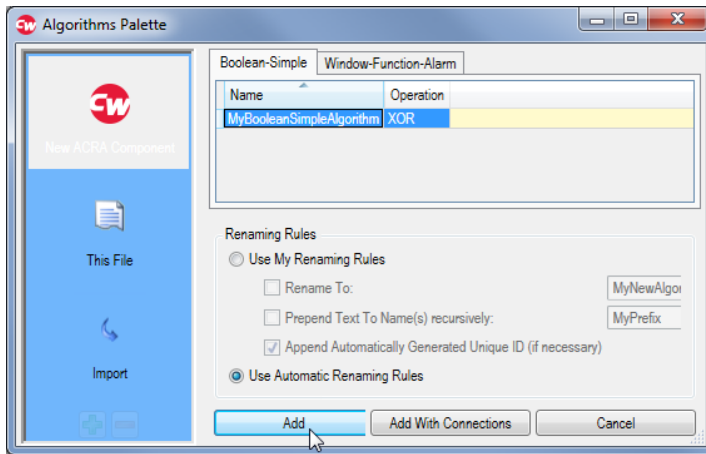 Algorithms Palette
CW
New ACRA Component
This File
Import
Boolean-Simple Window-Function-Alarm
Name Operation
MyBooleanSimpleAlgorithm XOR
Renaming Rules
Use My Renaming Rules
Rename To: MyNewAlgor
Prepend Text To Name(s) recursively: MyPrefix
Append Automatically Generated Unique ID (if necessary)
Use Automatic Renaming Rules
Add Add With Connections Cancel